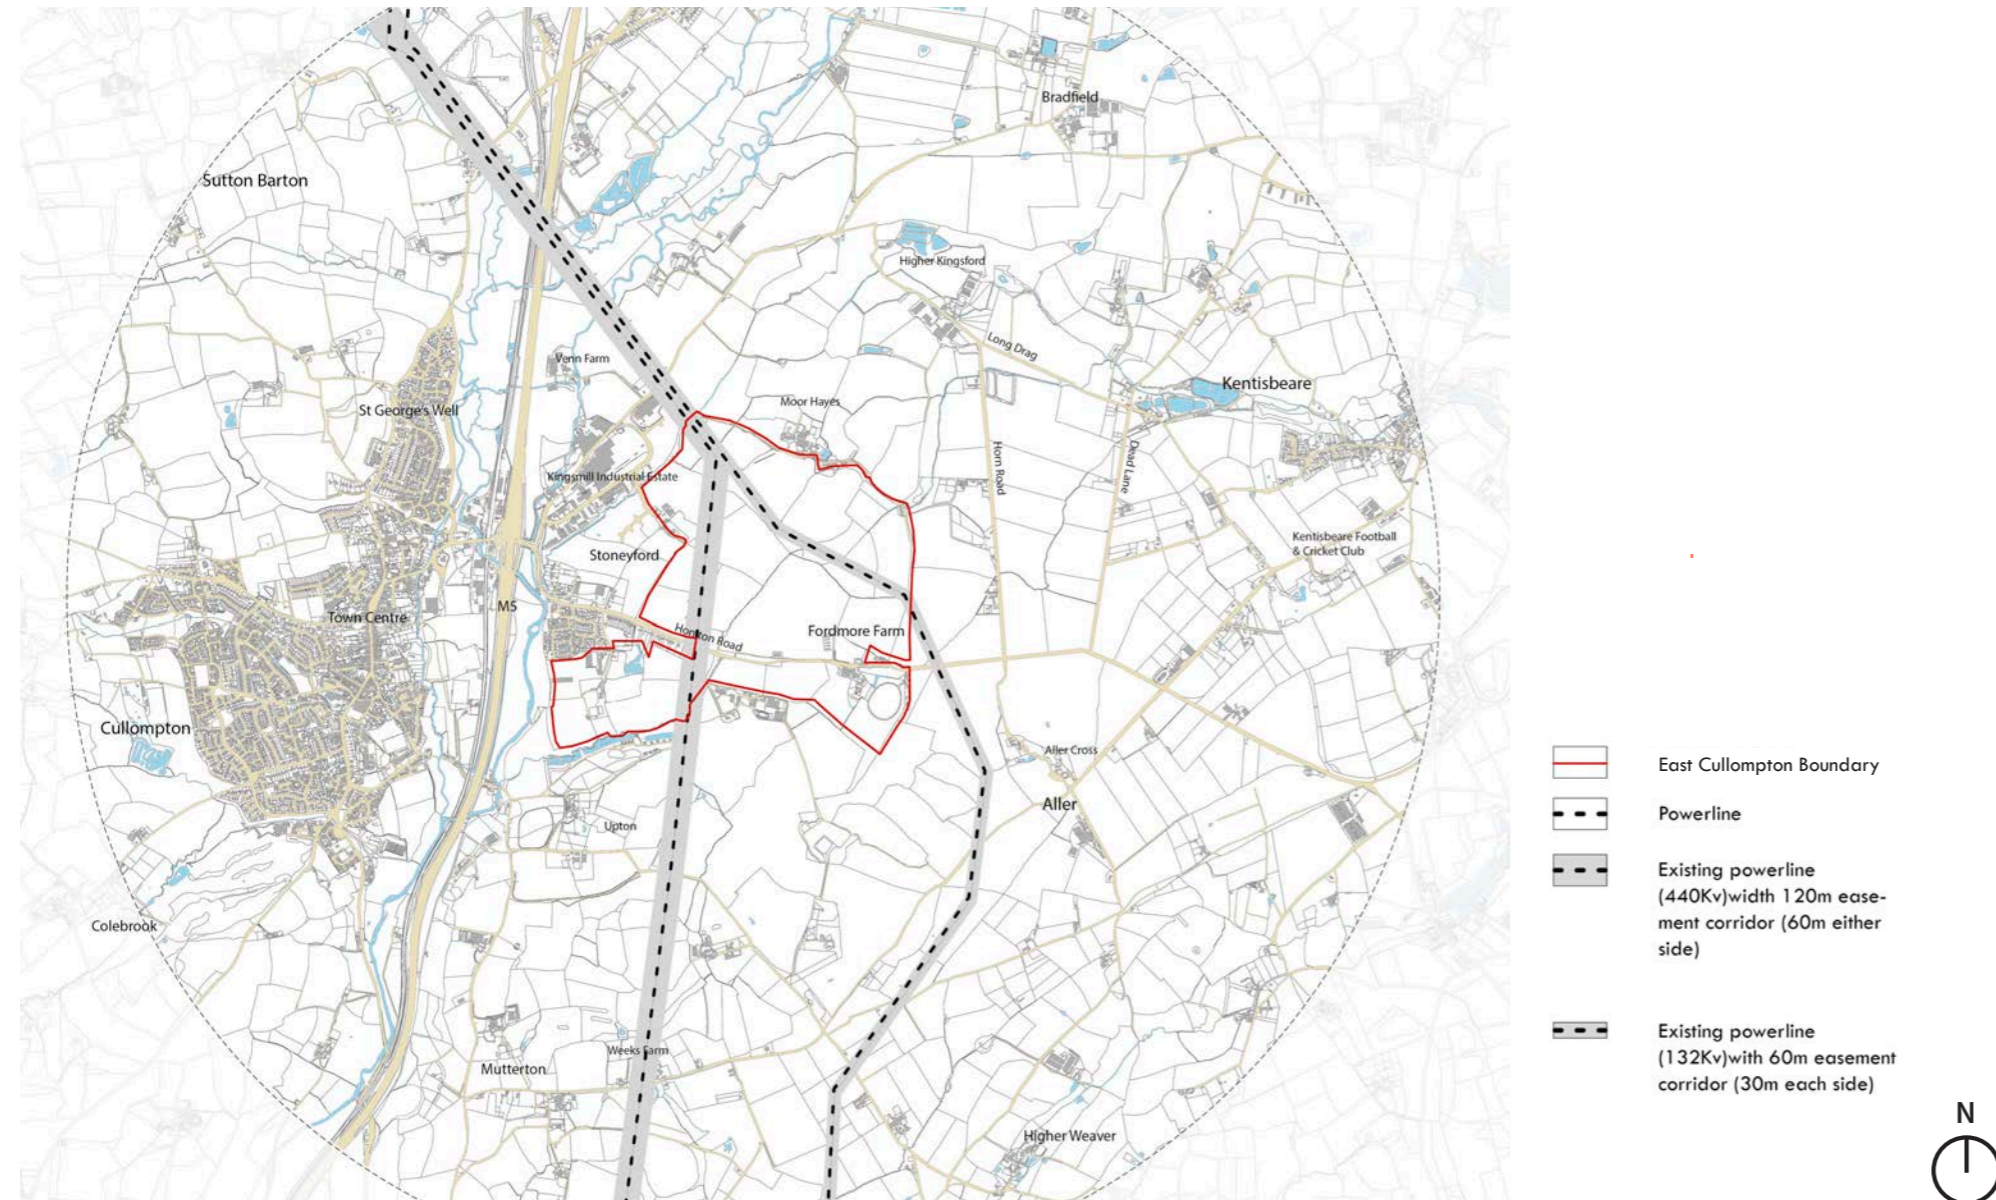 Bradfield
Sutton Barton
Higher Kingsford
Long Drag
Venn Farm
Kentisbeare
Moor Hayes
St George's Well
Horn Road
Dead Lane
Kingsmill Industrial Estate
Kentisbeare Football
& Cricket Club
Stoneyford
M5
Town Centre
Honiton Road
Fordmore Farm
Cullompton
Aller Cross
Aller
Upton
Colebrook
Weeks Farm
Mutterton
Higher Weaver
East Cullompton Boundary
Powerline
Existing powerline
(440Kv)width 120m ease-
ment corridor (60m either
side)
Existing powerline
(132Kv)with 60m easement
corridor (30m each side)
N